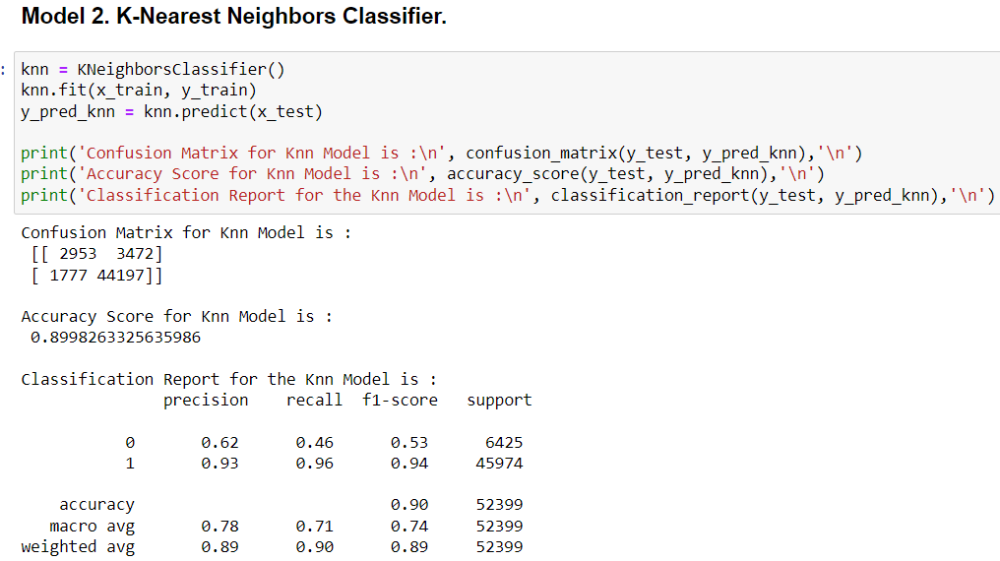 Model 2. K-Nearest Neighbors Classifier.
: knn = KNeighborsClassifier()
knn.fit(x_train, y_train)
y_pred_knn = knn.predict(x_test)
print('Confusion Matrix for Knn Model is :\n', confusion_matrix(y_test, y_pred_knn),'\n')
print('Accuracy Score for Knn Model is :\n', accuracy_score(y_test, y_pred_knn),'\n')
print('Classification Report for the Knn Model is :\n', classification_report(y_test, y_pred_knn),'\n')
Confusion Matrix for Knn Model is :
[[ 2953  3472]
[ 1777 44197]]
Accuracy Score for Knn Model is :
0.8998263325635986
Classification Report for the Knn Model is :
precision    recall  f1-score   support
0       0.62      0.46      0.53      6425
1       0.93      0.96      0.94     45974
accuracy                           0.90     52399
macro avg       0.78      0.71      0.74     52399
weighted avg       0.89      0.90      0.89     52399